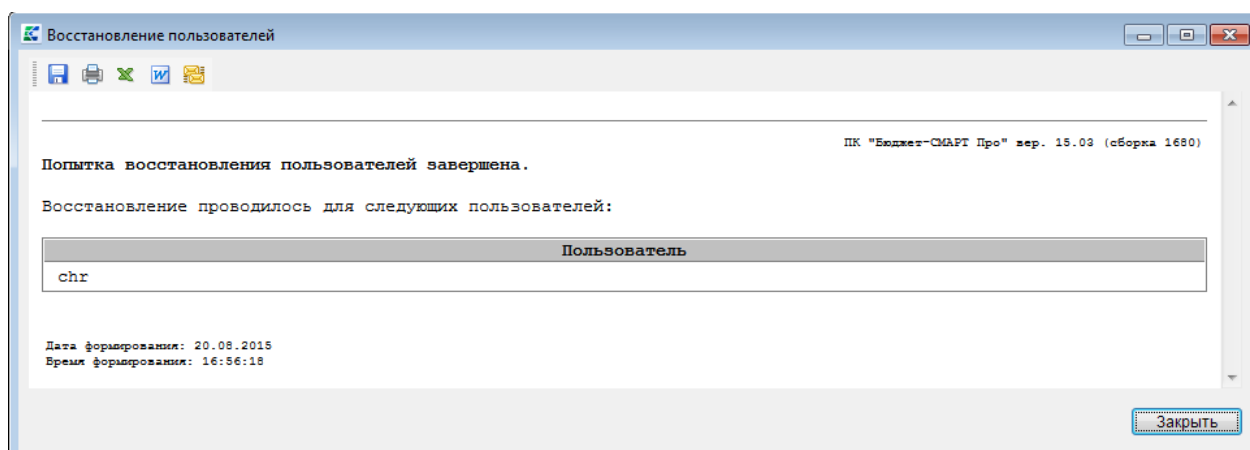 Восстановление пользователей
ПК "Бюджет-СМАРТ Про" вер. 15.03 (сборка 1680)
Попытка восстановления пользователей завершена.
Восстановление проводилось для следующих пользователей:
Пользователь
chr
Дата формирования: 20.08.2015
Время формирования: 16:56:18
Закрыть